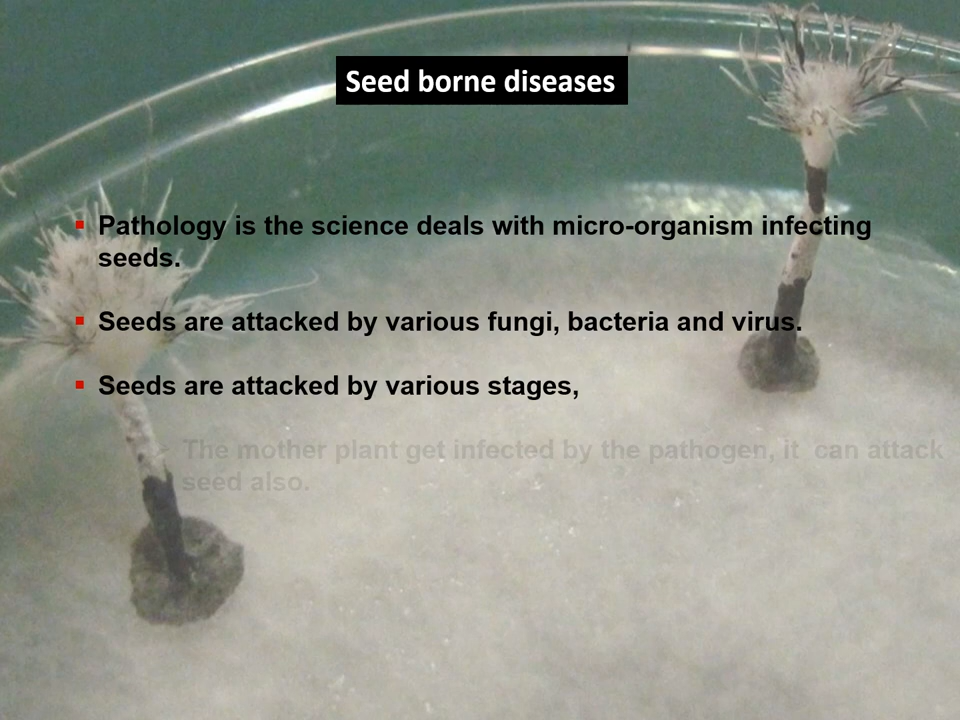 Seed borne diseases
Pathology is the science deals with micro-organism infecting
seeds.
Seeds are attacked by various fungi, bacteria and virus.
Seeds are attacked by various stages,
The mother plant get infected by the pathogen, it can attack
seed also.